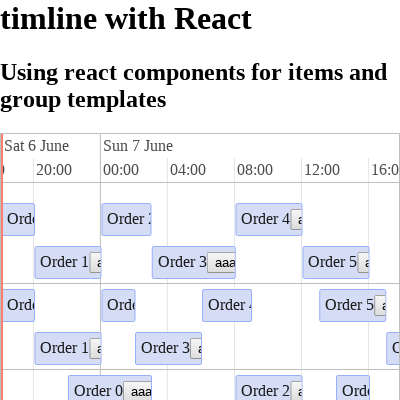 timline with React
Using react components for items and
group templates
Sat 6 June Sun 7 June
20:00 00:00 04:00 08:00 12:00 16:0
Orde Order Order 4 a
Order 1 a Order 3 aaa Order 5 a
Orde Orde Order Order 5 a
Order 1 a Order 3 a
Order 0 aaa Order 2 a Orde